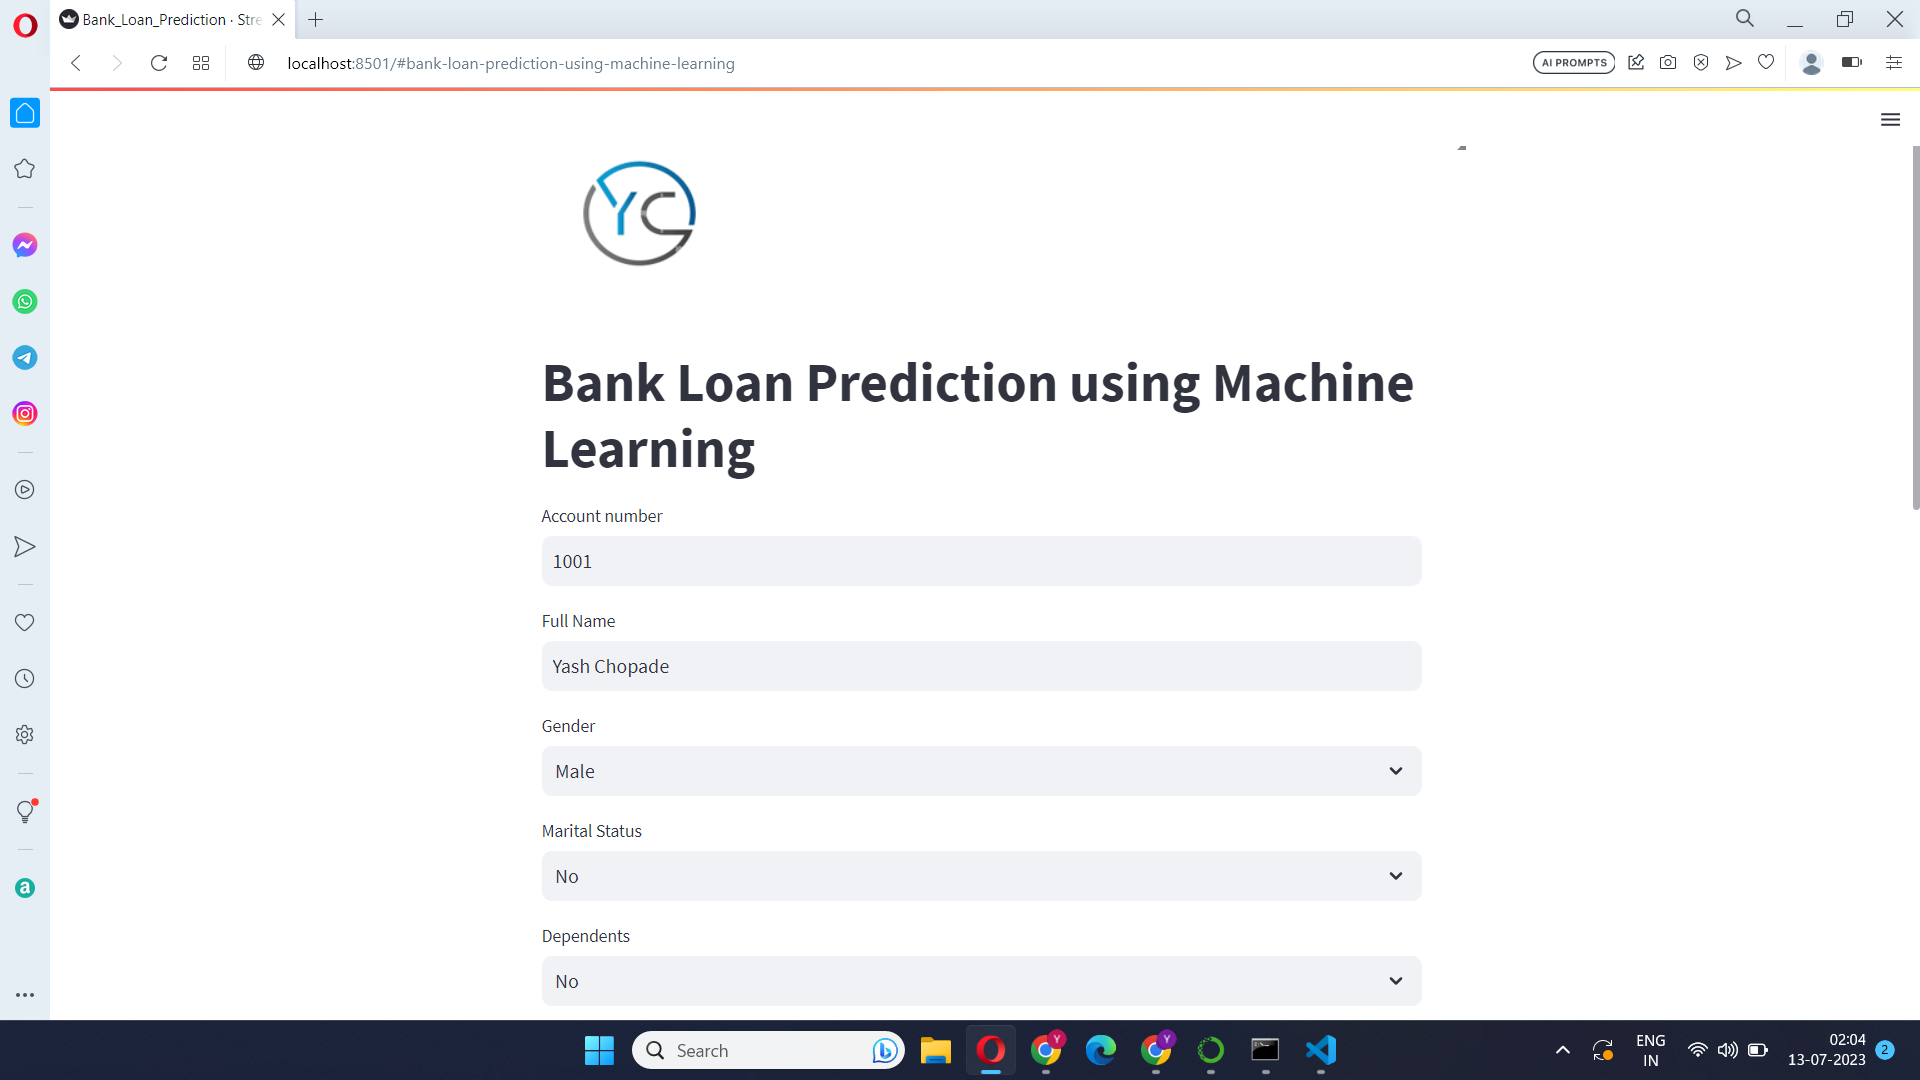 Bank_Loan_Prediction · Stre
localhost:8501/#bank-loan-prediction-using-machine-learning
AI PROMPTS
YC
Bank Loan Prediction using Machine
Learning
Account number
1001
Full Name
Yash Chopade
Gender
Male
Marital Status
No
Dependents
No
a
Search
b
Y
Y
ENG
IN
02:04
13-07-2023
2